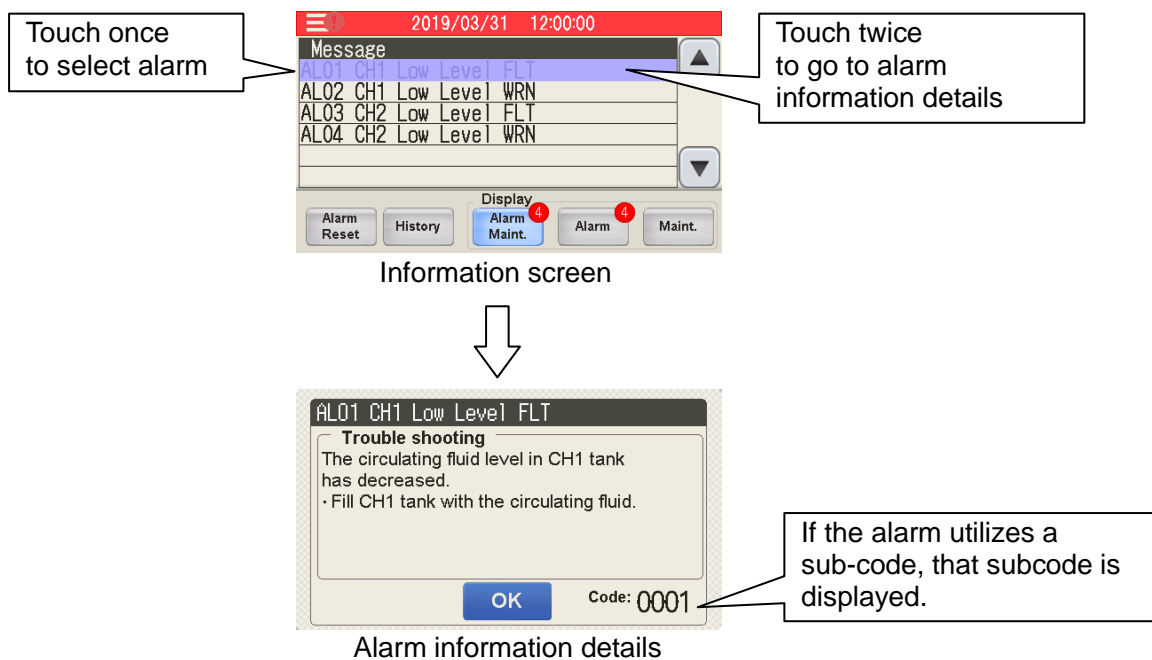 Touch once
to select alarm
2019/03/31 12:00:00
Message
AL01 CH1 Low Level FLT
AL02 CH1 Low Level WRN
AL03 CH2 Low Level FLT
AL04 CH2 Low Level WRN
Touch twice
to go to alarm
information details
Display
Alarm
Reset
History
Alarm
Maint.
4
Alarm
4
Maint.
Information screen
AL01 CH1 Low Level FLT
Trouble shooting
The circulating fluid level in CH1 tank
has decreased.
・Fill CH1 tank with the circulating fluid.
OK
Code: 0001
If the alarm utilizes a
sub-code, that subcode is
displayed.
Alarm information details